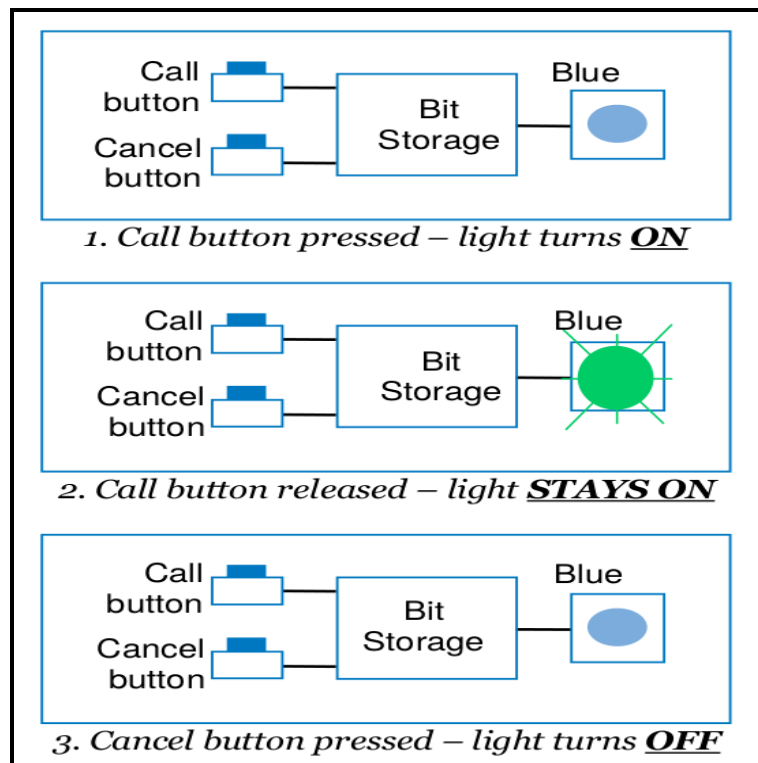 Call
button
Cancel
button
Bit
Storage
Blue
1. Call button pressed – light turns ON
Call
button
Cancel
button
Bit
Storage
Blue
2. Call button released – light STAYS ON
Call
button
Cancel
button
Bit
Storage
Blue
3. Cancel button pressed – light turns OFF